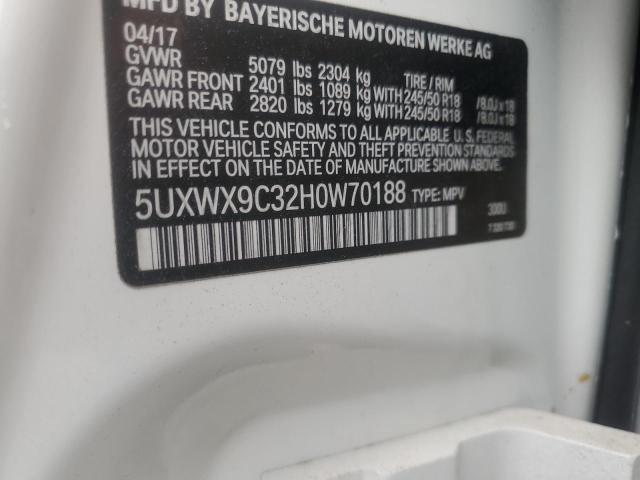 MFD BY BAYERISCHE MOTOREN WERKE AG
04/17
GVWR 5079 lbs 2304 kg TIRE / RIM
GAWR FRONT 2401 lbs 1089 kg WITH 245/50 R18 /8.0J x 18
GAWR REAR 2820 lbs 1279 kg WITH 245/50 R18 /8.0J x 18
THIS VEHICLE CONFORMS TO ALL APPLICABLE U.S. FEDERAL
MOTOR VEHICLE SAFETY AND THEFT PREVENTION STANDARDS
IN EFFECT ON THE DATE OF MANUFACTURE SHOWN ABOVE.
5UXWX9C32H0W70188 TYPE: MPV